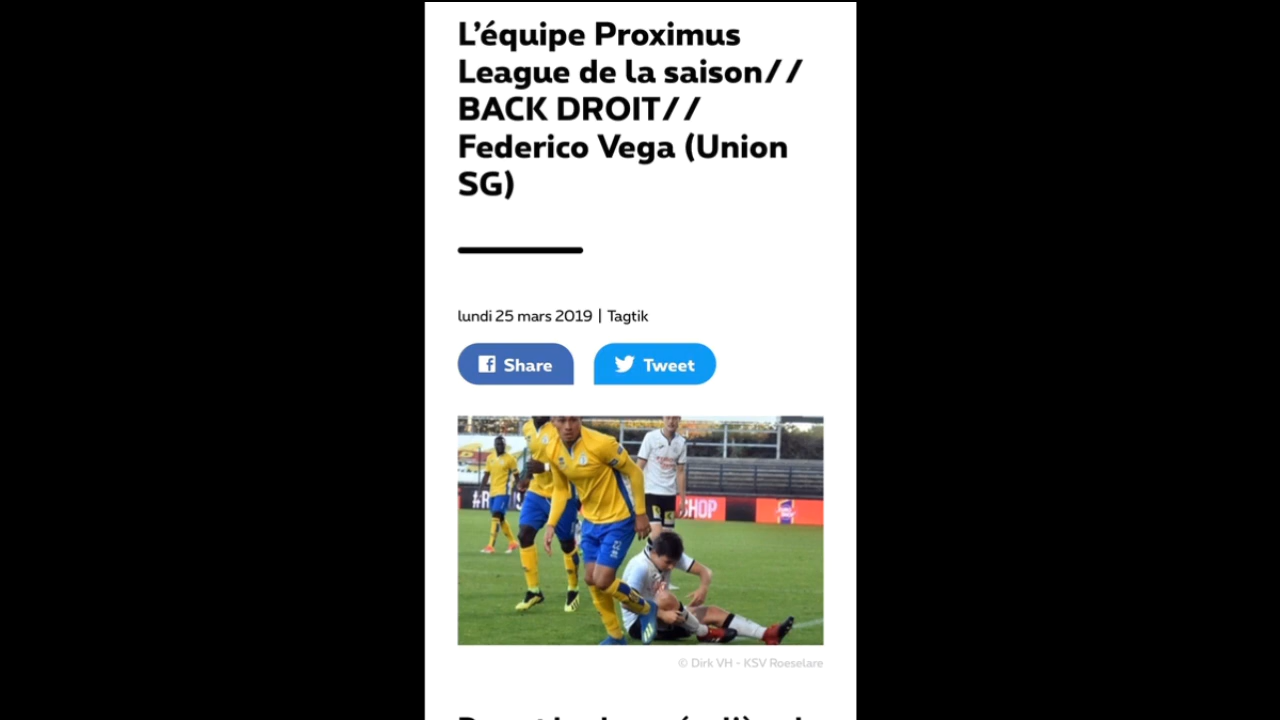 L’équipe Proximus
League de la saison//
BACK DROIT//
Federico Vega (Union
SG)
lundi 25 mars 2019 | Tagtik
Share
Tweet
HOP
© Dirk VH - KSV Roeselare